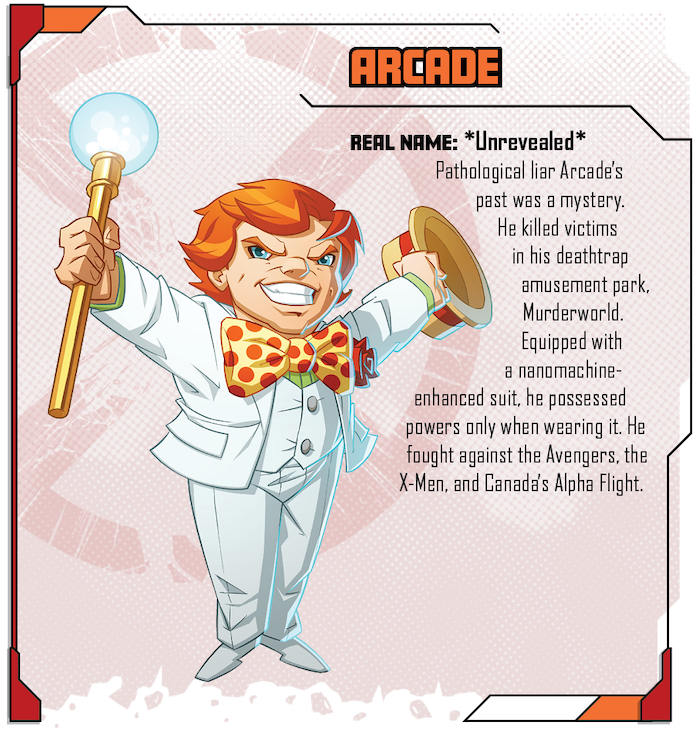 ARCADE
REAL NAME: *Unrevealed*
Pathological liar Arcade's
past was a mystery.
He killed victims
in his deathtrap
amusement park,
Murderworld.
Equipped with
a nanomachine-
enhanced suit, he possessed
powers only when wearing it. He
fought against the Avengers, the
X-Men, and Canada's Alpha Flight.